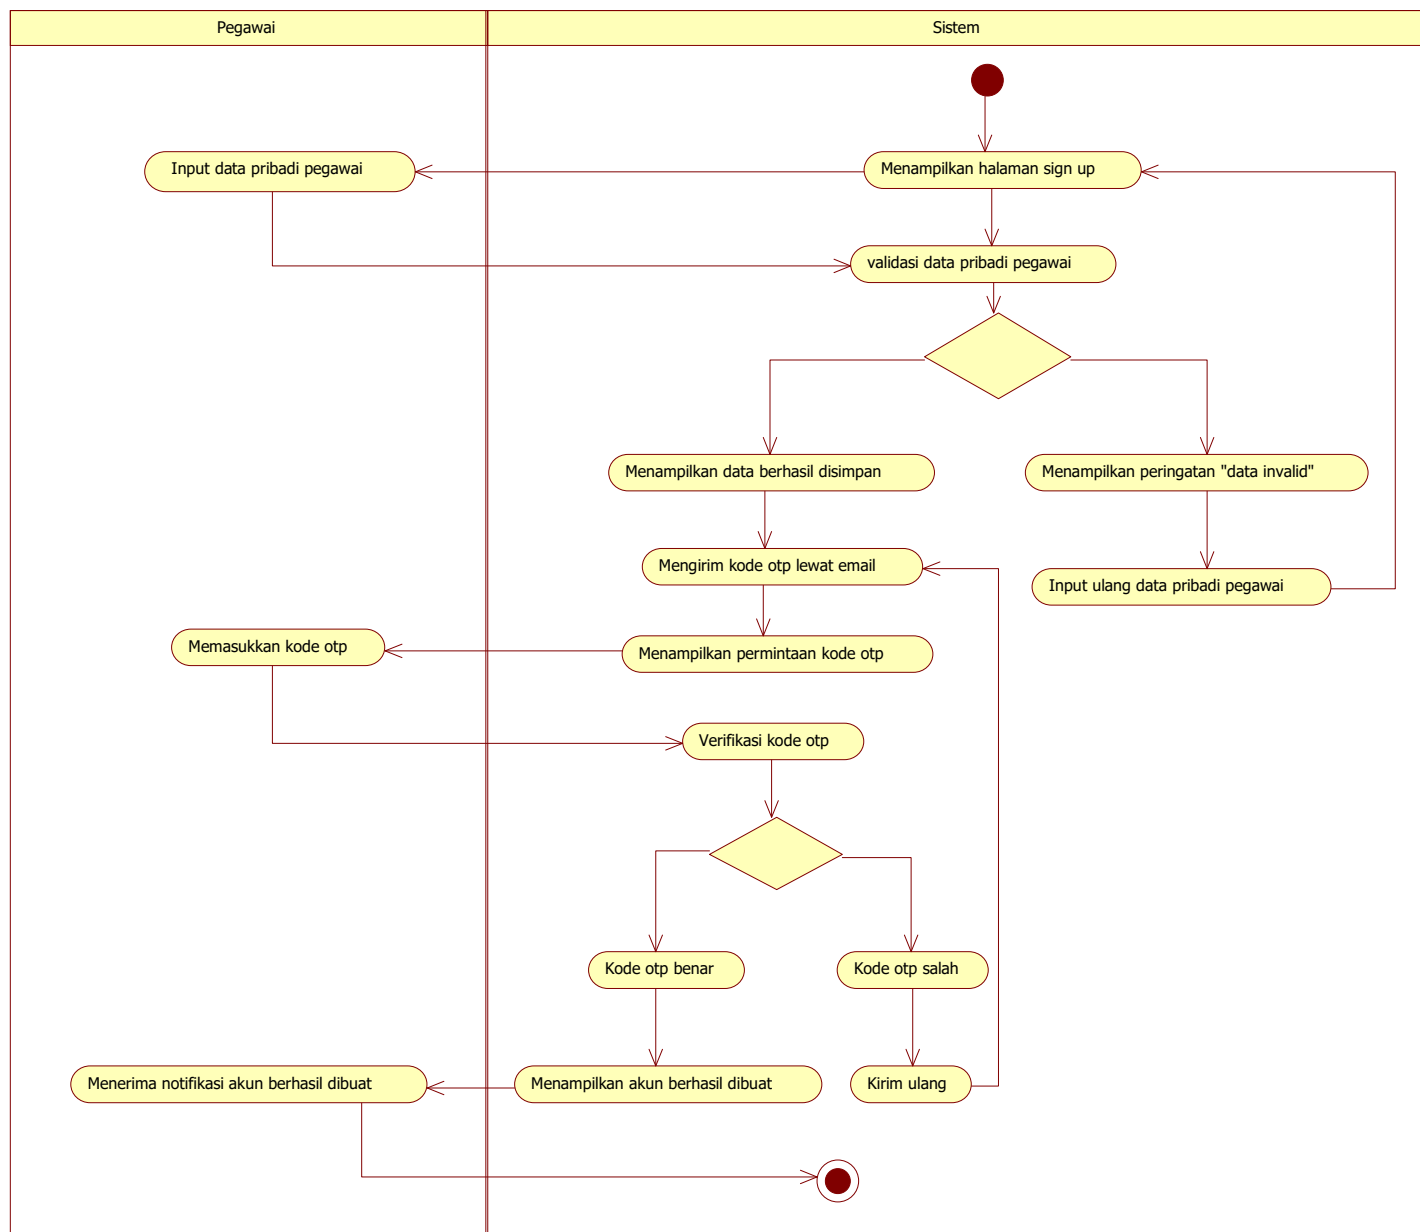 Pegawai
Sistem
Input data pribadi pegawai
Menampilkan halaman sign up
validasi data pribadi pegawai
Menampilkan data berhasil disimpan
Menampilkan peringatan "data invalid"
Mengirim kode otp lewat email
Input ulang data pribadi pegawai
Memasukkan kode otp
Menampilkan permintaan kode otp
Verifikasi kode otp
Kode otp benar
Kode otp salah
Menerima notifikasi akun berhasil dibuat
Menampilkan akun berhasil dibuat
Kirim ulang